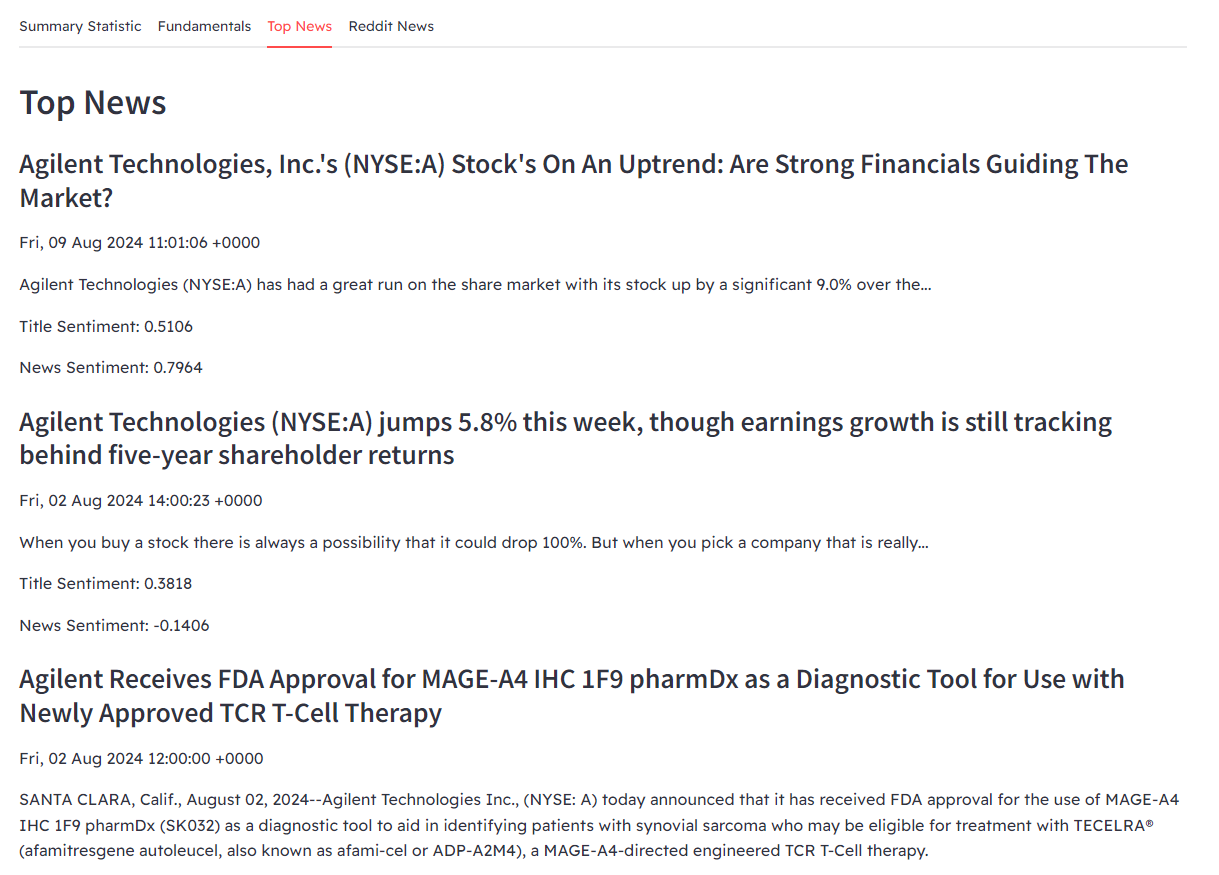 Summary Statistic Fundamentals Top News Reddit News
Top News
Agilent Technologies, Inc.'s (NYSE:A) Stock's On An Uptrend: Are Strong Financials Guiding The
Market?
Fri, 09 Aug 2024 11:01:06 +0000
Agilent Technologies (NYSE:A) has had a great run on the share market with its stock up by a significant 9.0% over the...
Title Sentiment: 0.5106
News Sentiment: 0.7964
Agilent Technologies (NYSE:A) jumps 5.8% this week, though earnings growth is still tracking
behind five-year shareholder returns
Fri, 02 Aug 2024 14:00:23 +0000
When you buy a stock there is always a possibility that it could drop 100%. But when you pick a company that is really...
Title Sentiment: 0.3818
News Sentiment: -0.1406
Agilent Receives FDA Approval for MAGE-A4 IHC 1F9 pharmDx as a Diagnostic Tool for Use with
Newly Approved TCR T-Cell Therapy
Fri, 02 Aug 2024 12:00:00 +0000
SANTA CLARA, Calif., August 02, 2024--Agilent Technologies Inc., (NYSE: A) today announced that it has received FDA approval for the use of MAGE-A4
IHC 1F9 pharmDx (SK032) as a diagnostic tool to aid in identifying patients with synovial sarcoma who may be eligible for treatment with TECELRA®
(afamitresgene autoleucel, also known as afami-cel or ADP-A2M4), a MAGE-A4-directed engineered TCR T-Cell therapy.